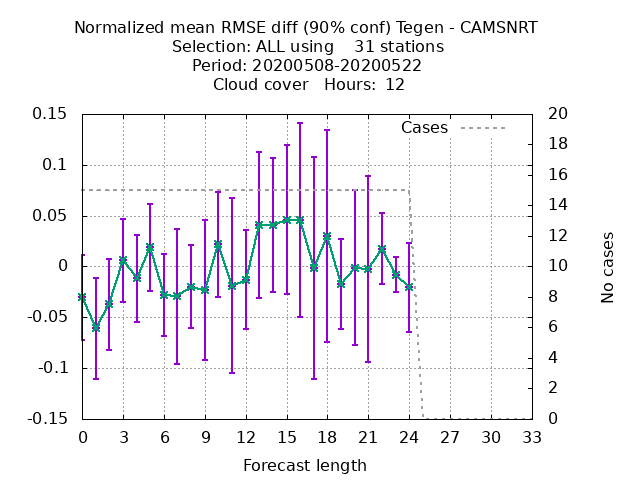 Normalized mean RMSE diff (90% conf) Tegen - CAMSNRT
Selection: ALL using    31 stations
Period: 20200508-20200522
Cloud cover   Hours:  12
0.15
0.1
0.05
0
-0.05
-0.1
-0.15
20
18
16
14
12
10
8
6
4
2
0
Cases
No cases
0 3 6 9 12 15 18 21 24 27 30 33
Forecast length